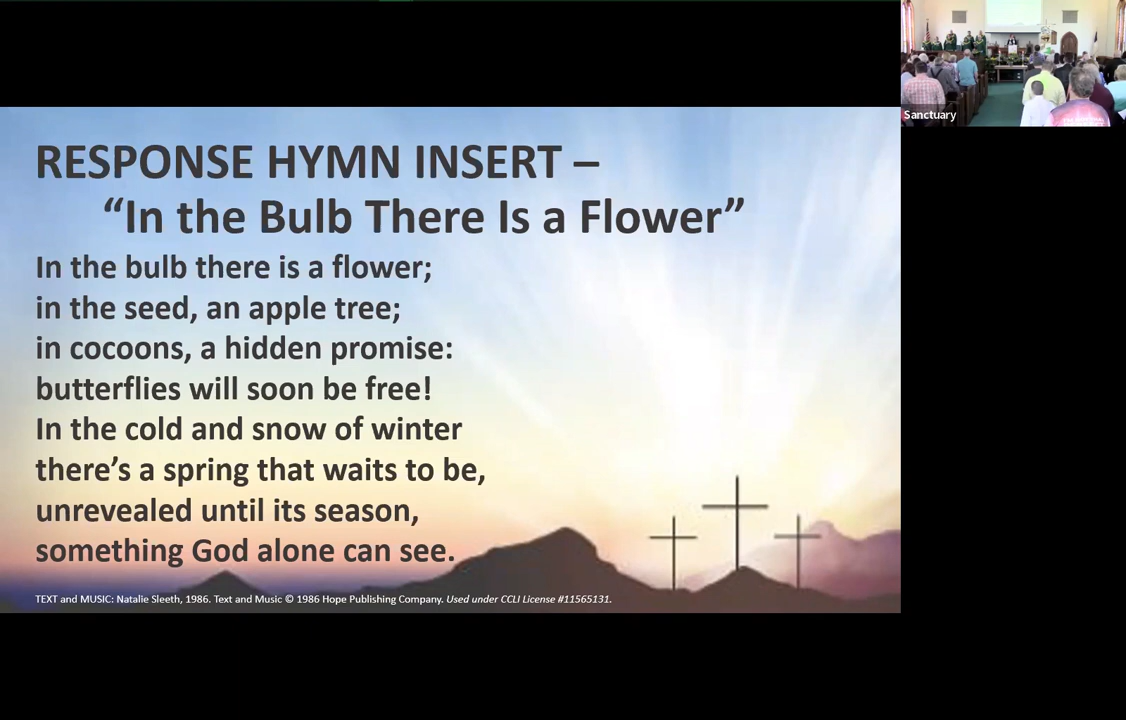 RESPONSE HYMN INSERT –
“In the Bulb There Is a Flower”
In the bulb there is a flower;
in the seed, an apple tree;
in cocoons, a hidden promise:
butterflies will soon be free!
In the cold and snow of winter
there’s a spring that waits to be,
unrevealed until its season,
something God alone can see.
TEXT and MUSIC: Natalie Sleeth, 1986. Text and Music © 1986 Hope Publishing Company. Used under CCLI License #11565131.
Sanctuary